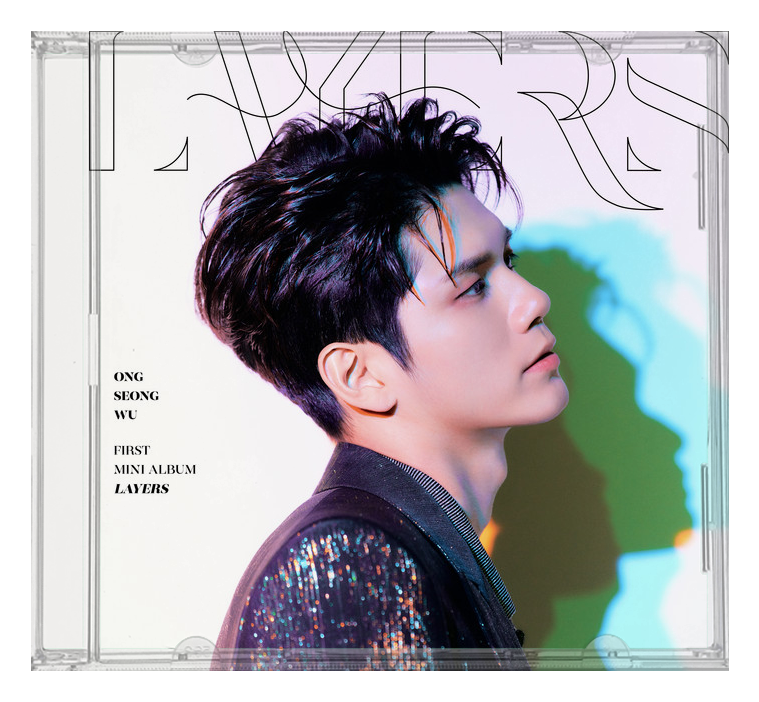 LAYERS
ONG
SEONG
WU
FIRST
MINI ALBUM
LAYERS